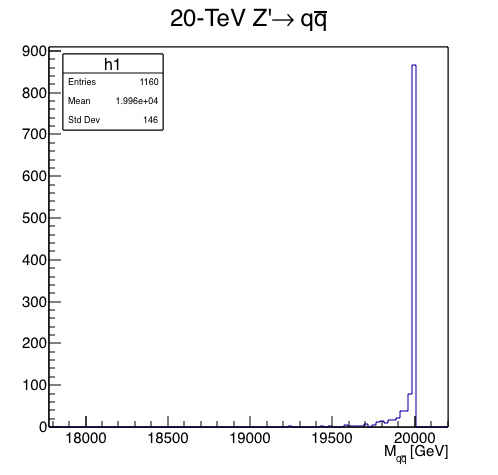 20-TeV Z'→ qq̅
h1
Entries 1160
Mean 1.996e+04
Std Dev 146
900
800
700
600
500
400
300
200
100
0
18000 18500 19000 19500 20000
M_qq̅ [GeV]